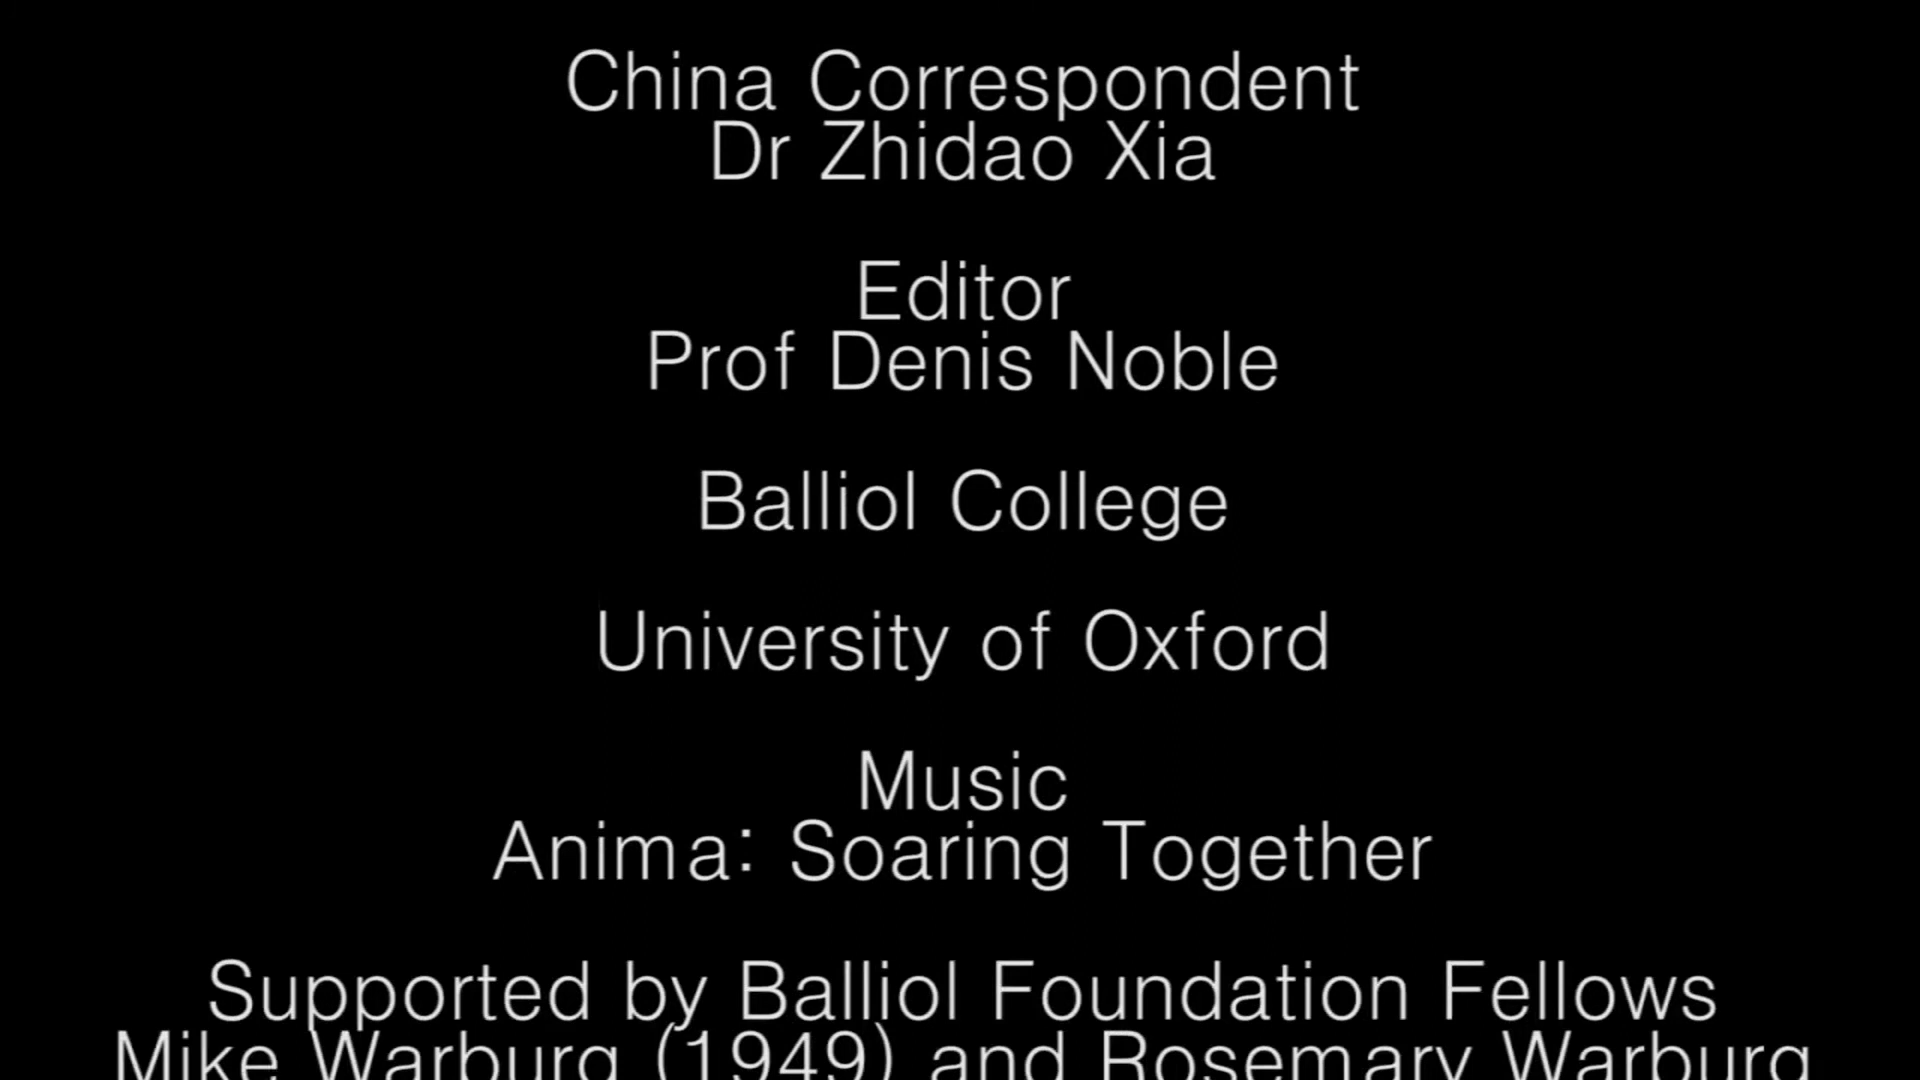 China Correspondent
Dr Zhidao Xia
Editor
Prof Denis Noble
Balliol College
University of Oxford
Music
Anima: Soaring Together
Supported by Balliol Foundation Fellows
Mike Warburg (1949) and Rosemary Warburg